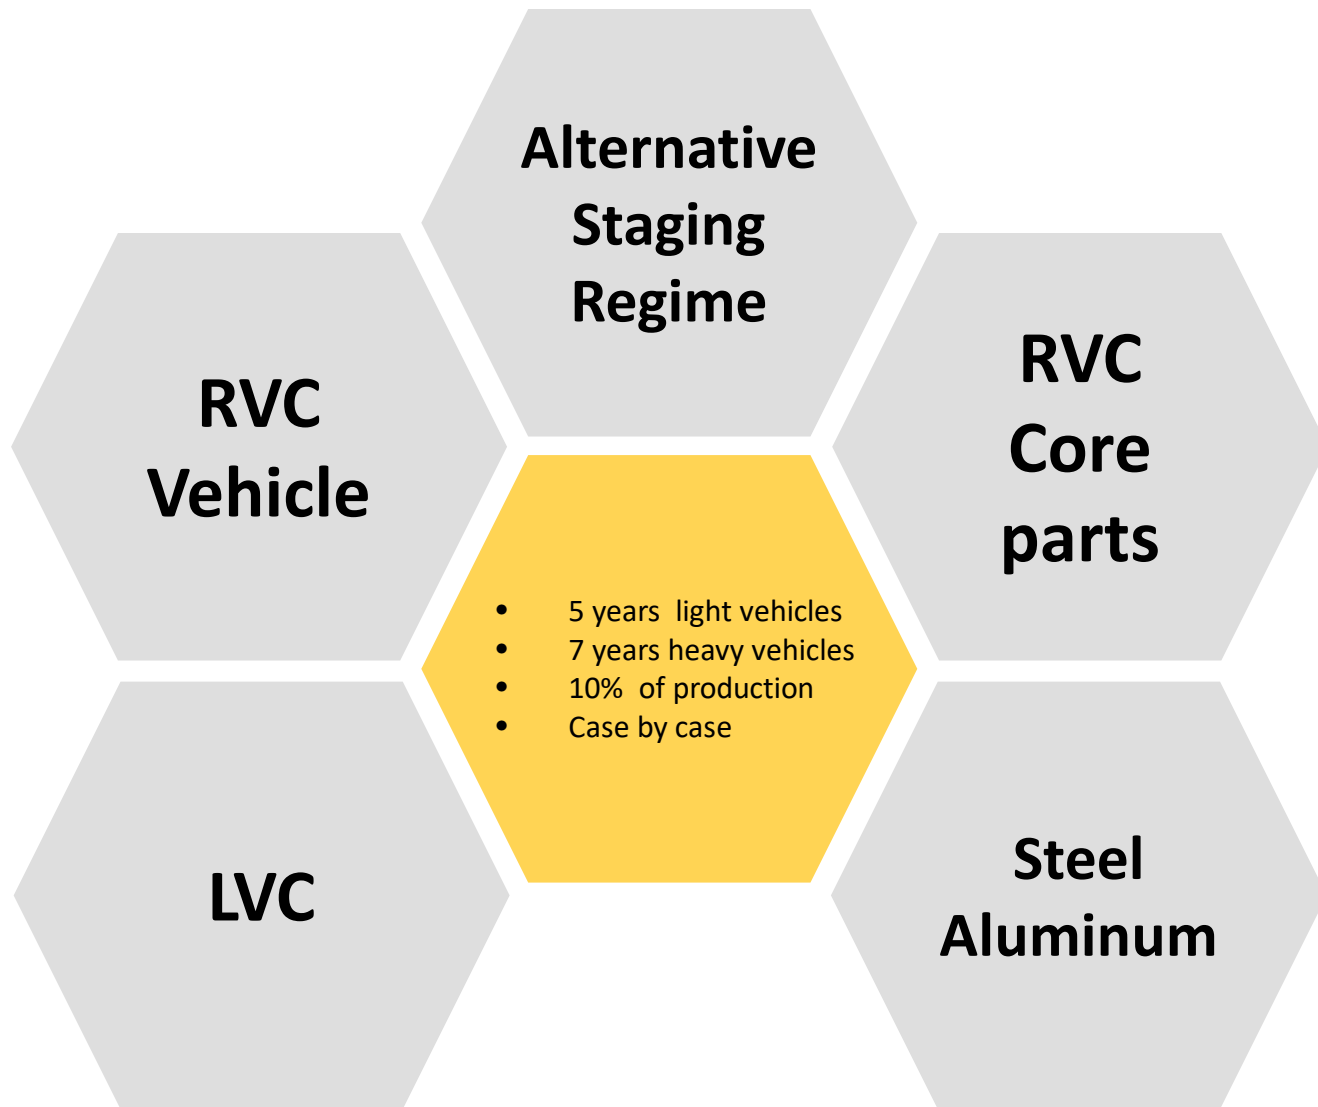 Alternative
Staging
Regime
RVC
Vehicle
RVC
Core
parts
• 5 years  light vehicles
• 7 years heavy vehicles
• 10%  of production
• Case by case
LVC
Steel
Aluminum